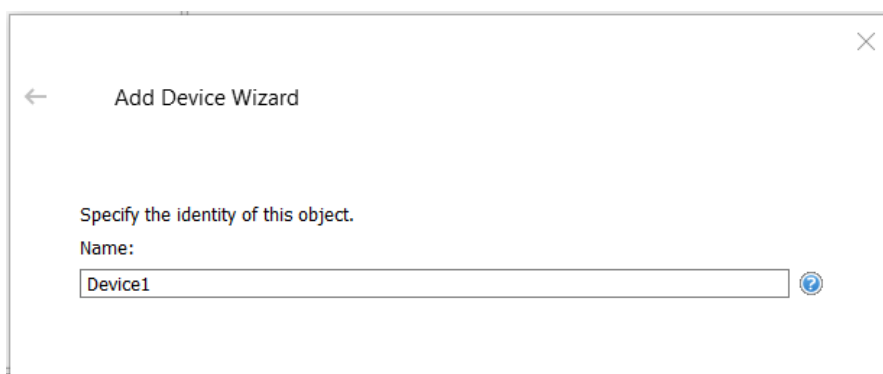 Add Device Wizard
Specify the identity of this object.
Name:
Device1